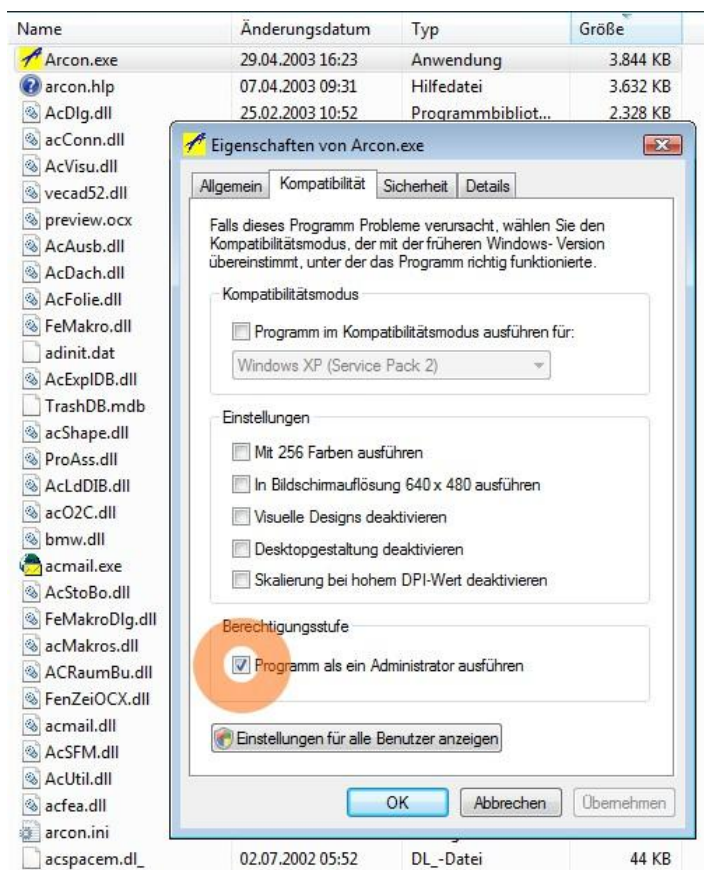 Name Änderungsdatum Typ Größe
Arcon.exe 29.04.2003 16:23 Anwendung 3.844 KB
arcon.hlp 07.04.2003 09:31 Hilfedatei 3.632 KB
AcDlg.dll 25.02.2003 10:52 Programmbibliot... 2.328 KB
acConn.dll
AcVisu.dll
vecad52.dll
preview.ocx
AcAusb.dll
AcDach.dll
AcFolie.dll
FeMakro.dll
adinit.dat
AcExplDB.dll
TrashDB.mdb
acShape.dll
ProAss.dll
AcLdDIB.dll
acO2C.dll
bmw.dll
acmail.exe
AcStoBo.dll
FeMakroDlg.dll
acMakros.dll
ACRaumBu.dll
FenZeiOCX.dll
acmail.dll
AcSFM.dll
AcUtil.dll
acfea.dll
arcon.ini
acspacem.dl_ 02.07.2002 05:52 DL_-Datei 44 KB
Eigenschaften von Arcon.exe
Allgemein Kompatibilität Sicherheit Details
Falls dieses Programm Probleme verursacht, wählen Sie den
Kompatibilitätsmodus, der mit der früheren Windows- Version
übereinstimmt, unter der das Programm richtig funktionierte.
Kompatibilitätsmodus
Programm im Kompatibilitätsmodus ausführen für:
Windows XP (Service Pack 2)
Einstellungen
Mit 256 Farben ausführen
In Bildschirmauflösung 640 x 480 ausführen
Visuelle Designs deaktivieren
Desktopgestaltung deaktivieren
Skalierung bei hohem DPI-Wert deaktivieren
Berechtigungsstufe
Programm als ein Administrator ausführen
Einstellungen für alle Benutzer anzeigen
OK Abbrechen Übernehmen